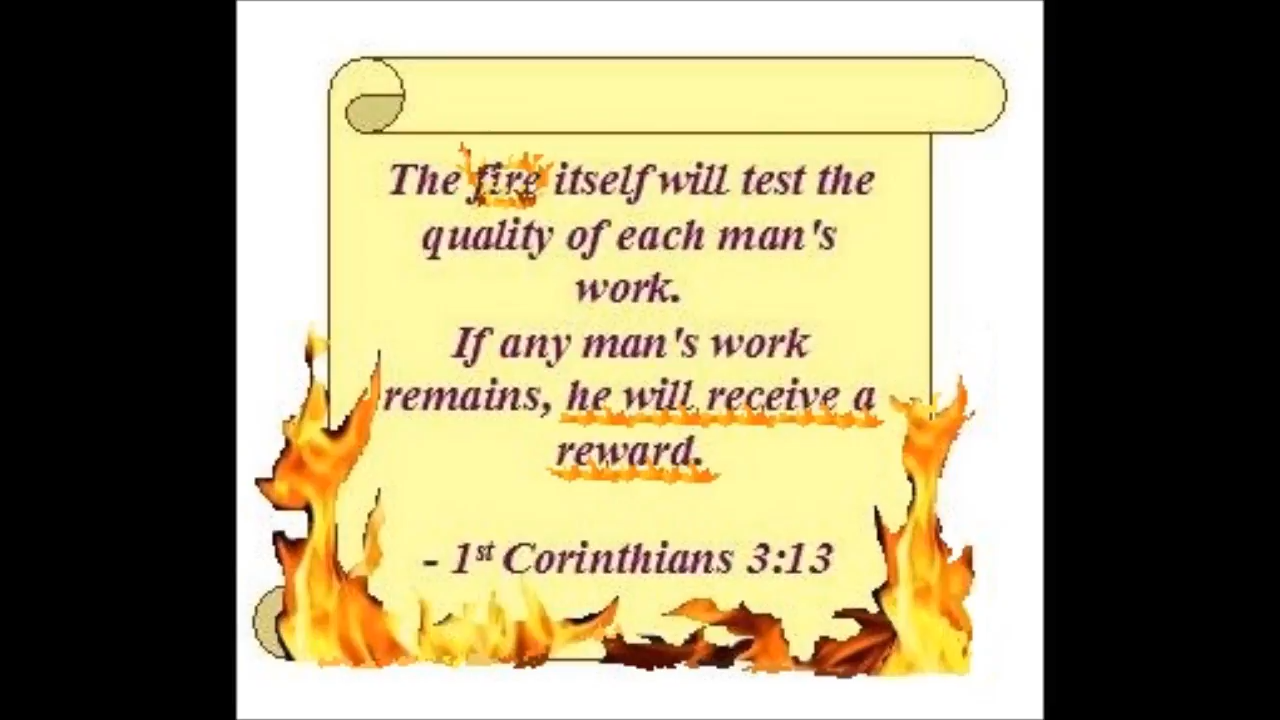 The fire itself will test the
quality of each man's
work.
If any man's work
remains, he will receive a
reward.
- 1st Corinthians 3:13